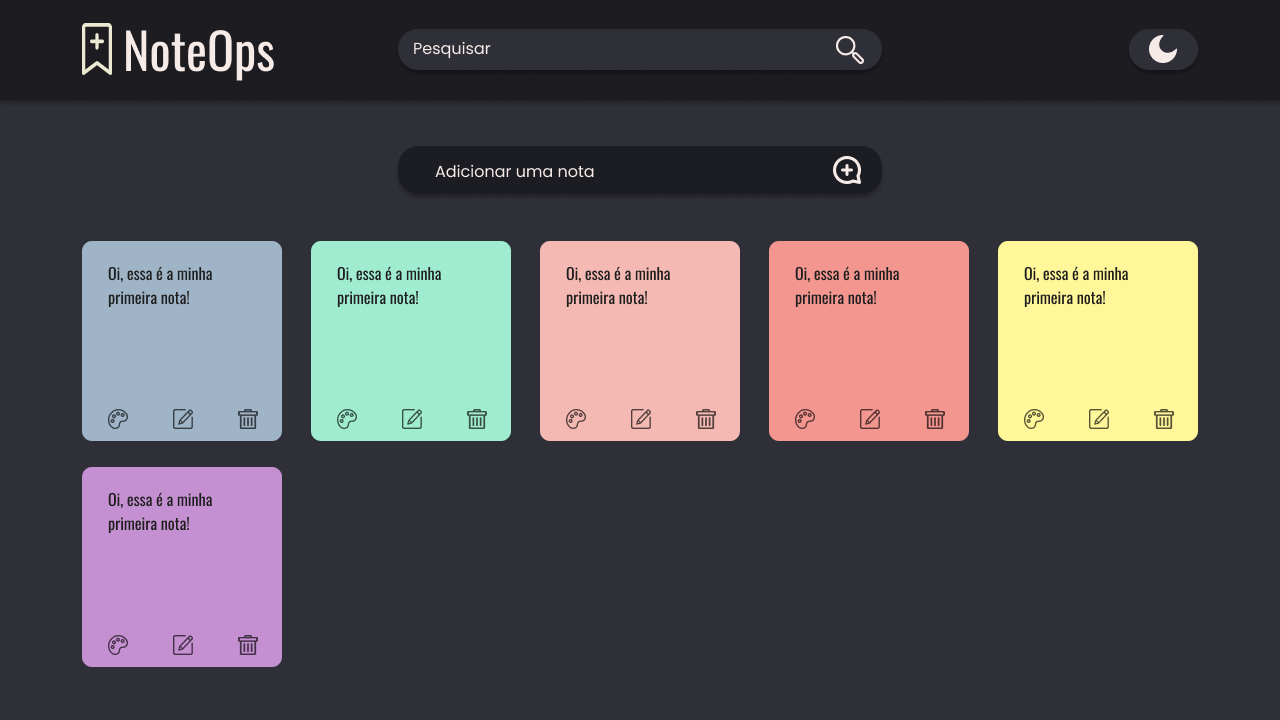 NoteOps
Pesquisar
Adicionar uma nota
Oi, essa é a minha
primeira nota!
Oi, essa é a minha
primeira nota!
Oi, essa é a minha
primeira nota!
Oi, essa é a minha
primeira nota!
Oi, essa é a minha
primeira nota!
Oi, essa é a minha
primeira nota!